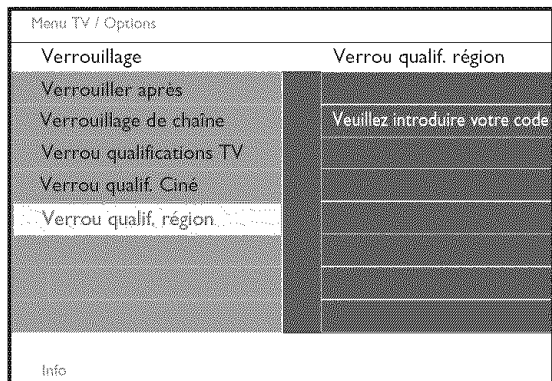 Menu TV / Options
Verrouillage
Verrou qualif. région
Verrouiller après
Verrouillage de chaîne
Veuillez introduire votre code
Verrou qualifications TV
Verrou qualif. Ciné
Verrou qualif. région
Info